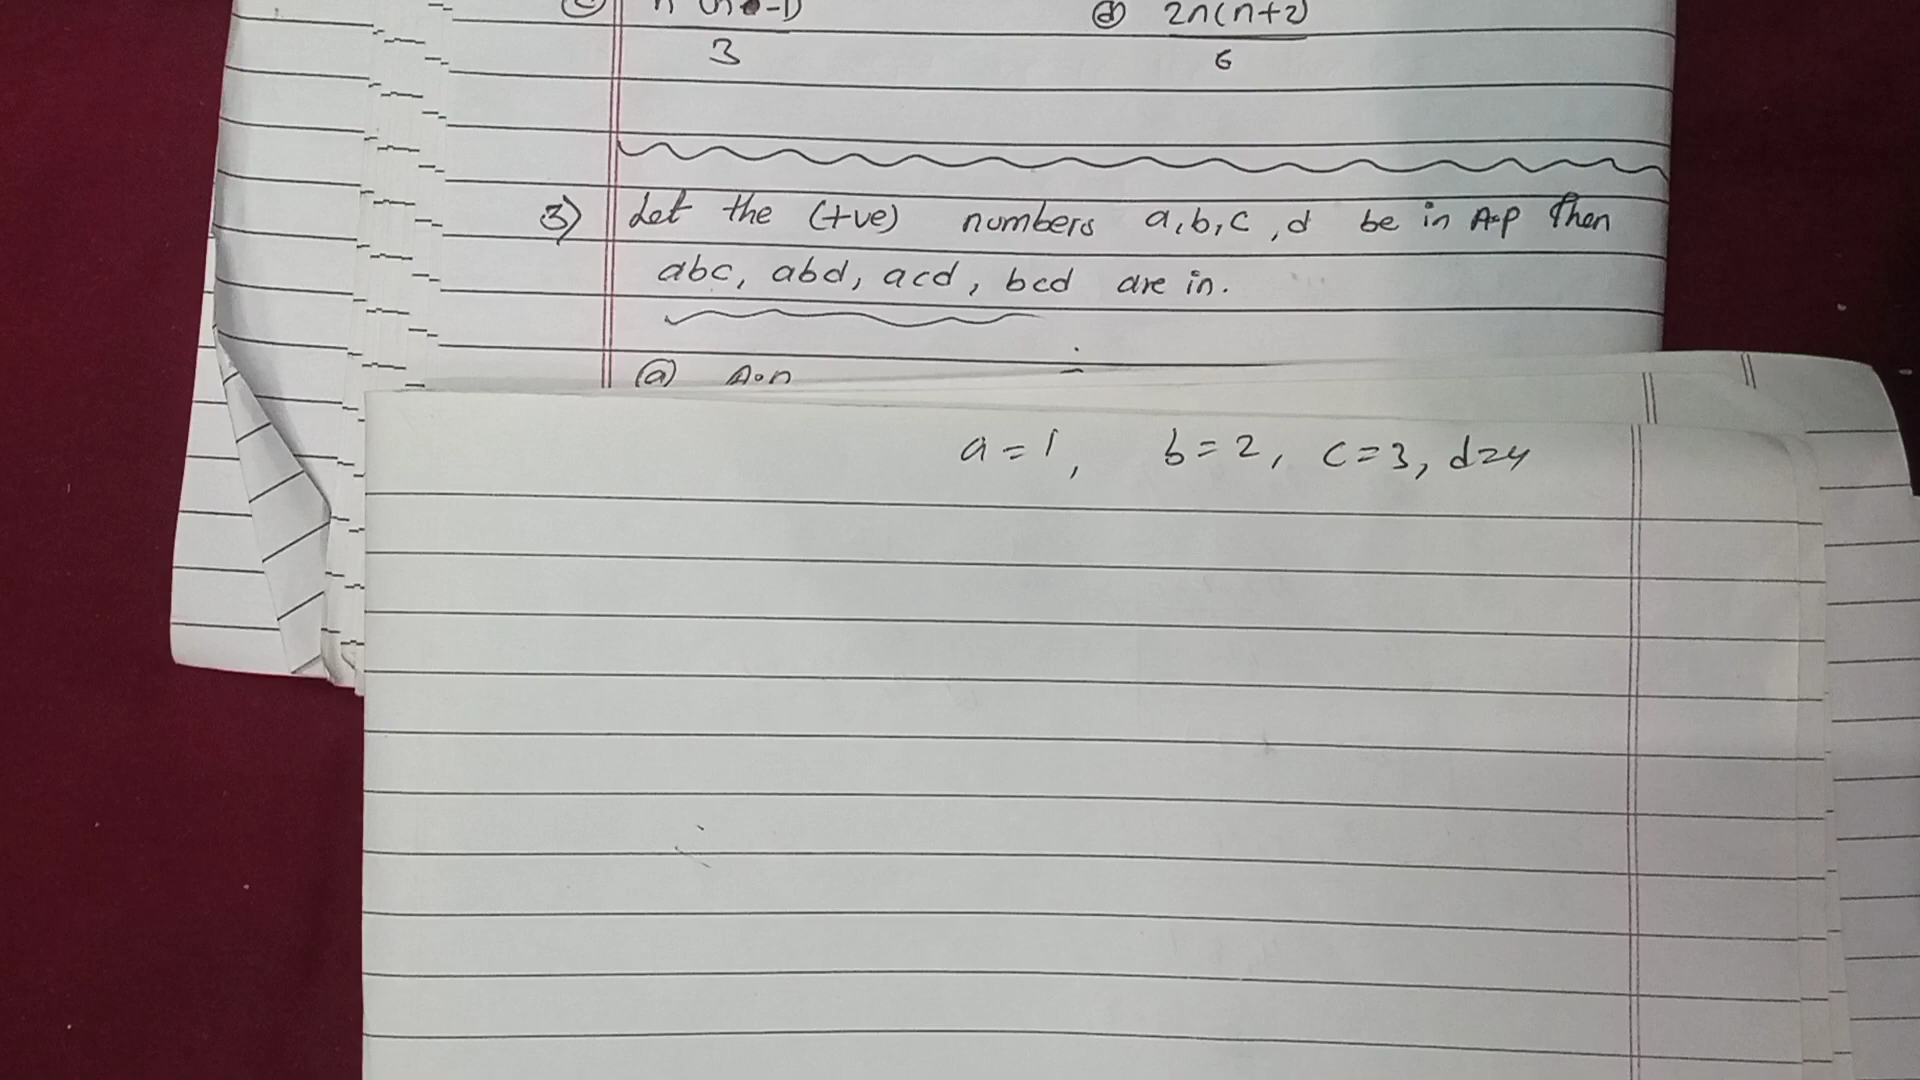 3
d 2n(n+2)
6
3) Let the (+ve) numbers a,b,c,d be in A.p Then
abc, abd, acd, bcd are in.
(a)
a=1, b=2, c=3, d=4